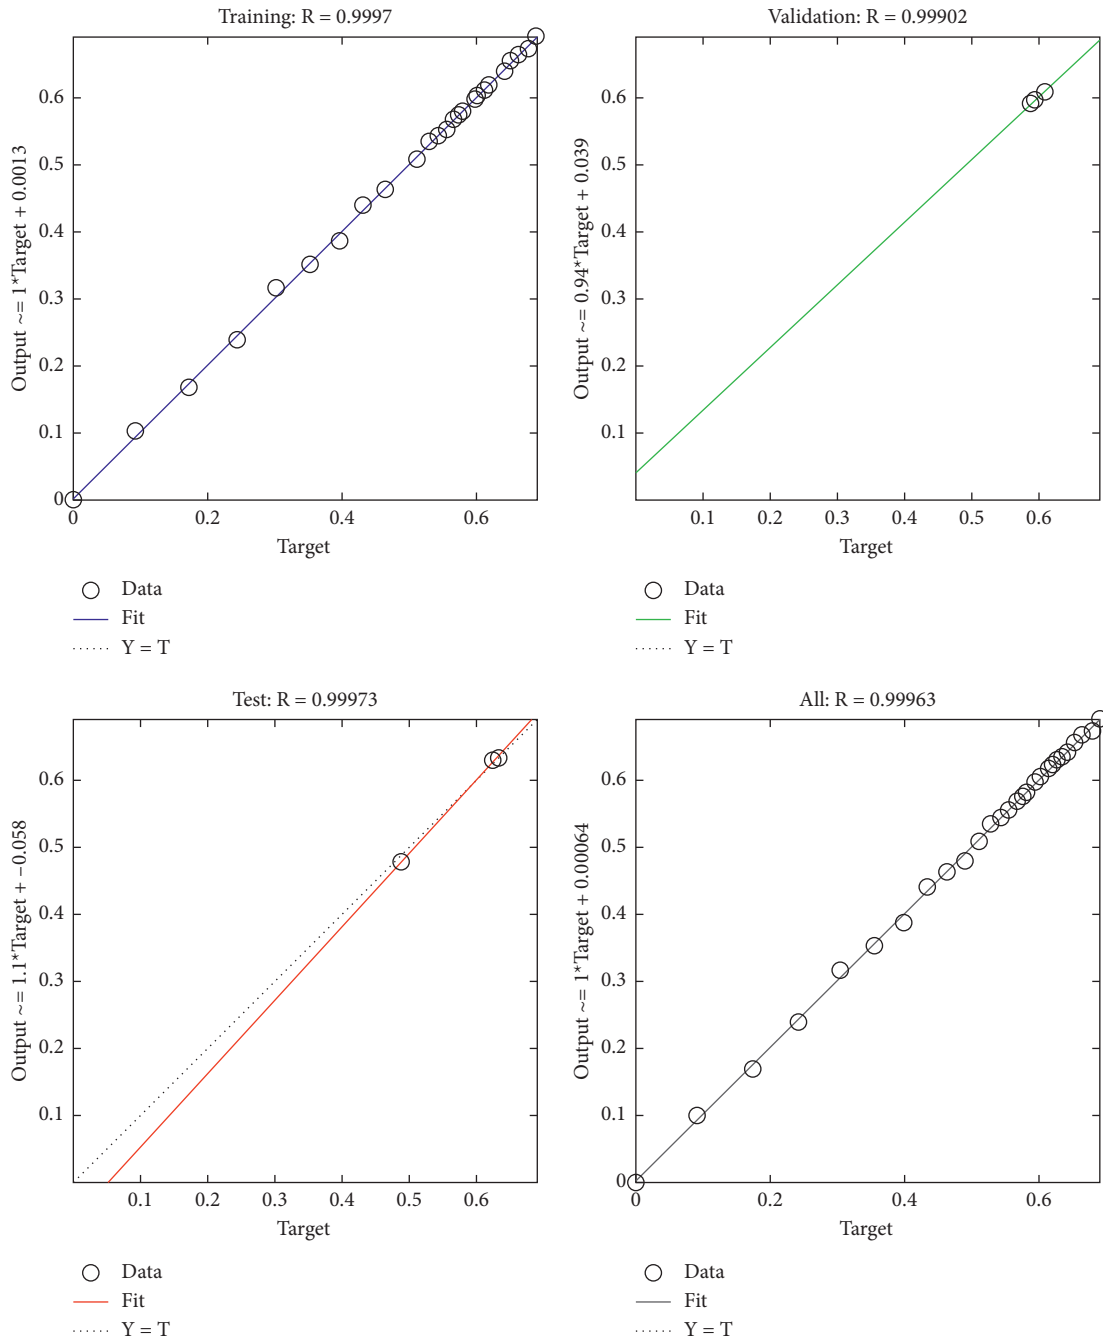 Training: R = 0.9997
Output ~= 1*Target + 0.0013
0.6
0.5
0.4
0.3
0.2
0.1
0
0 0.2 0.4 0.6
Target
Data
Fit
Y = T
Validation: R = 0.99902
Output ~= 0.94*Target + 0.039
0.6
0.5
0.4
0.3
0.2
0.1
0.1 0.2 0.3 0.4 0.5 0.6
Target
Data
Fit
Y = T
Test: R = 0.99973
Output ~= 1.1*Target + −0.058
0.6
0.5
0.4
0.3
0.2
0.1
0.1 0.2 0.3 0.4 0.5 0.6
Target
Data
Fit
Y = T
All: R = 0.99963
Output ~= 1*Target + 0.00064
0.6
0.5
0.4
0.3
0.2
0.1
0
0 0.2 0.4 0.6
Target
Data
Fit
Y = T